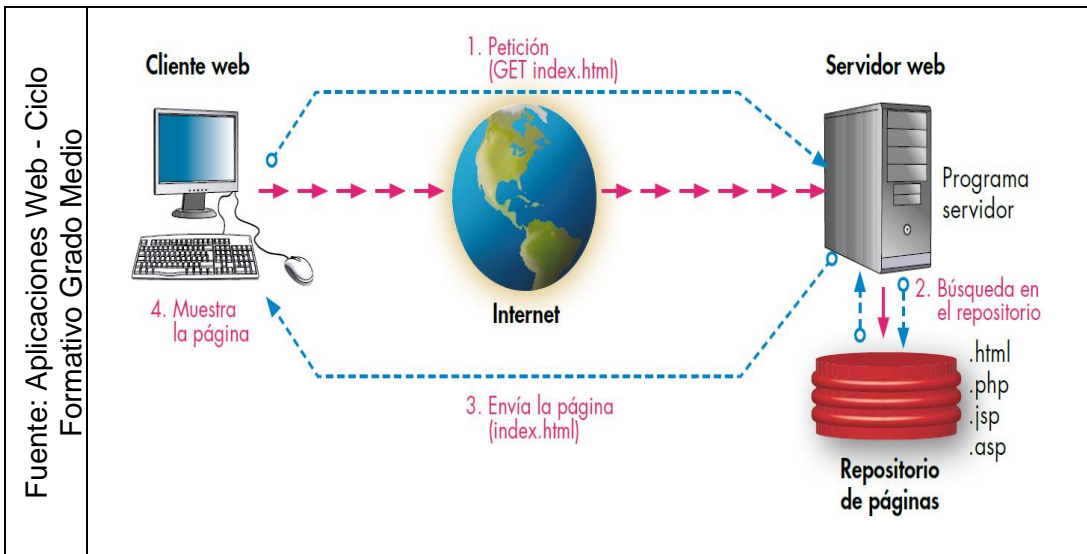 Fuente: Aplicaciones Web - Ciclo
Formativo Grado Medio
Cliente web
1. Petición
(GET index.html)
Servidor web
Programa
servidor
Internet
4. Muestra
la página
2. Búsqueda en
el repositorio
3. Envía la página
(index.html)
.html
.php
.jsp
.asp
Repositorio
de páginas